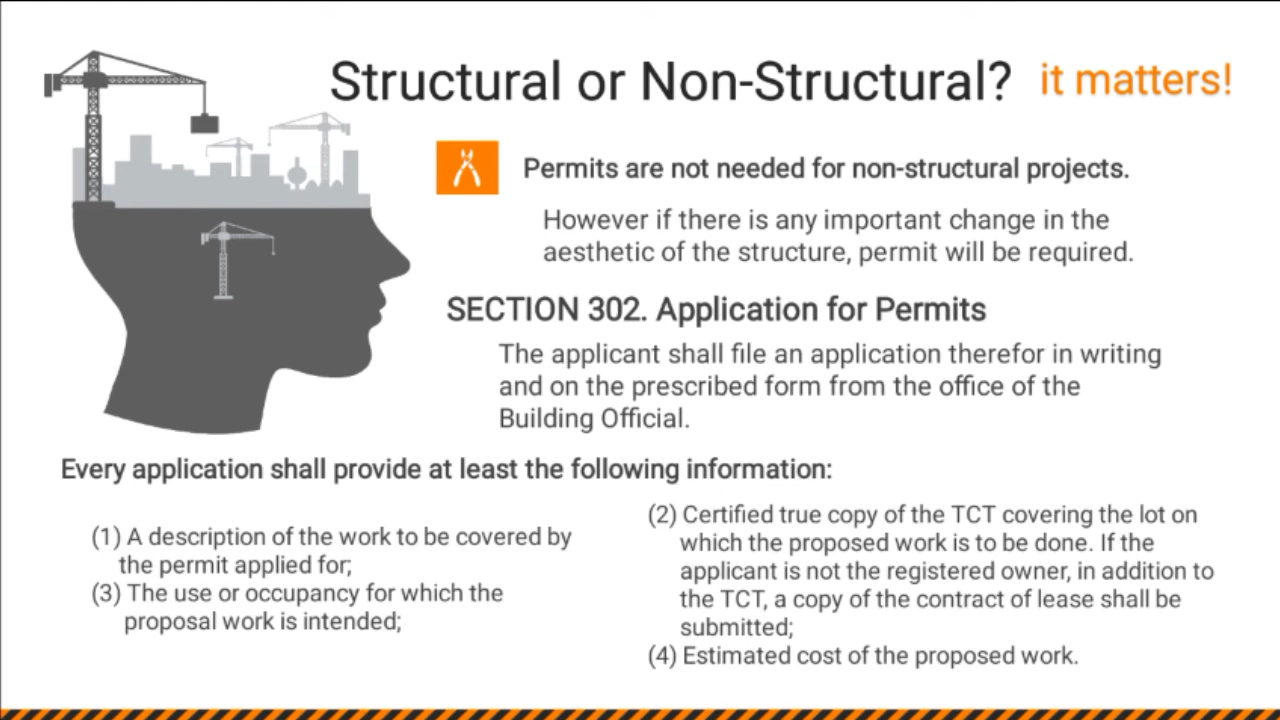 Structural or Non-Structural? it matters!
Permits are not needed for non-structural projects.
However if there is any important change in the
aesthetic of the structure, permit will be required.
SECTION 302. Application for Permits
The applicant shall file an application therefor in writing
and on the prescribed form from the office of the
Building Official.
Every application shall provide at least the following information:
(1) A description of the work to be covered by
the permit applied for;
(3) The use or occupancy for which the
proposal work is intended;
(2) Certified true copy of the TCT covering the lot on
which the proposed work is to be done. If the
applicant is not the registered owner, in addition to
the TCT, a copy of the contract of lease shall be
submitted;
(4) Estimated cost of the proposed work.